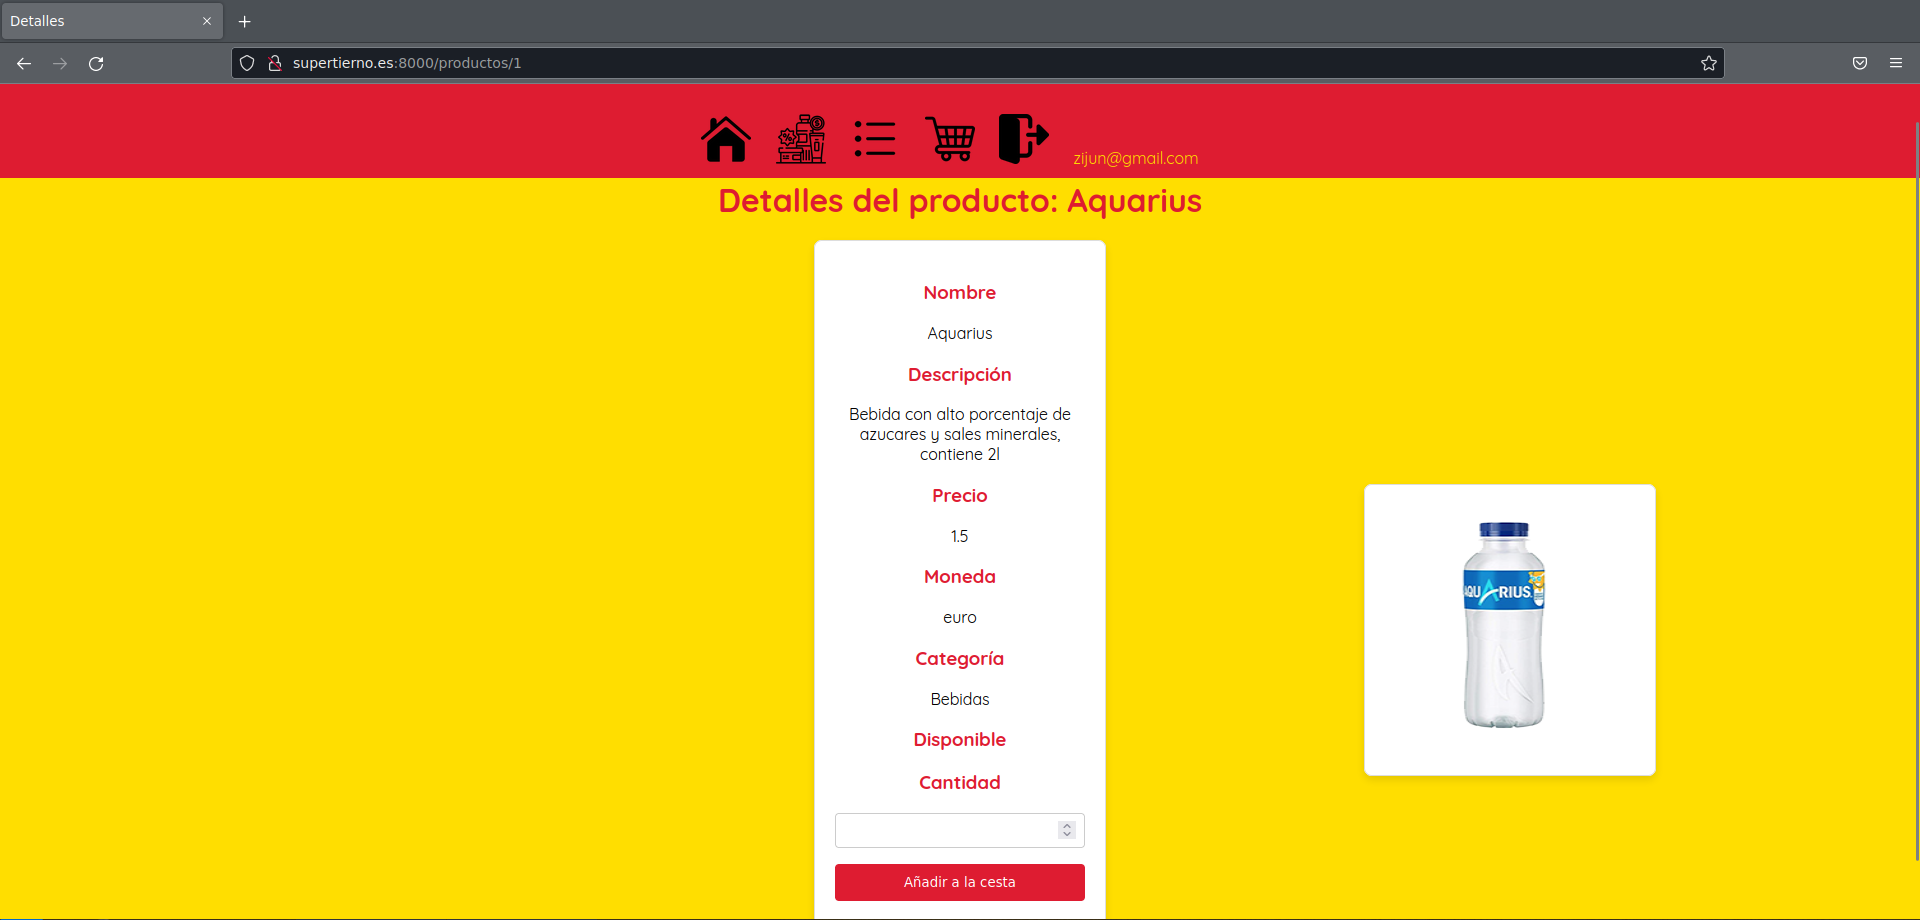 Detalles
supertierno.es:8000/productos/1
zijun@gmail.com
Detalles del producto: Aquarius
Nombre
Aquarius
Descripción
Bebida con alto porcentaje de
azucares y sales minerales,
contiene 2l
Precio
1.5
Moneda
euro
Categoría
Bebidas
Disponible
Cantidad
Añadir a la cesta
AQUARIUS